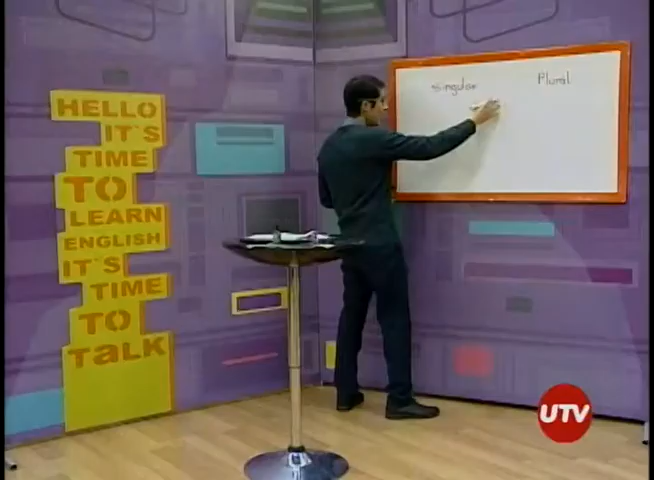 HELLO
IT'S
TIME
TO
LEARN
ENGLISH
IT'S
TIME
TO
TaLK
Singular
Plural
UTV